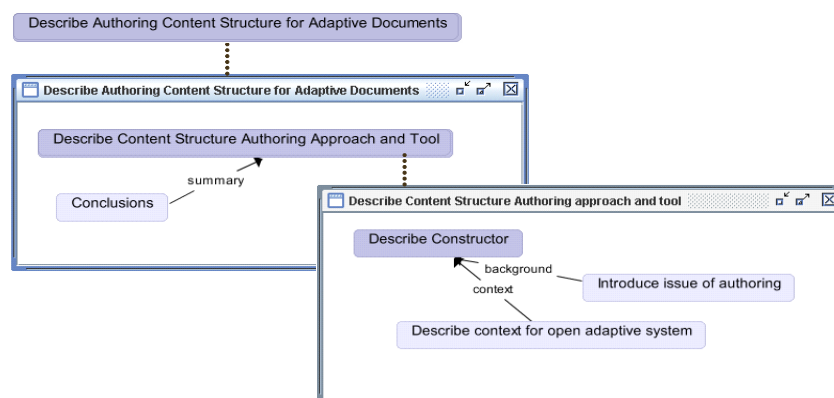 Describe Authoring Content Structure for Adaptive Documents
Describe Authoring Content Structure for Adaptive Documents
Describe Content Structure Authoring Approach and Tool
summary
Conclusions
Describe Content Structure Authoring approach and tool
Describe Constructor
background
Introduce issue of authoring
context
Describe context for open adaptive system